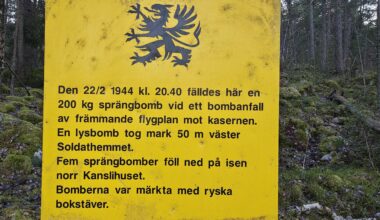 Den 22/2 1944 kl. 20.40 fälldes här en
200 kg sprängbomb vid ett bombanfall
av främmande flygplan mot kasernen.
En lysbomb tog mark 50 m väster
Soldathemmet.
Fem sprängbomber föll ned på isen
norr Kanslihuset.
Bomberna var märkta med ryska
bokstäver.